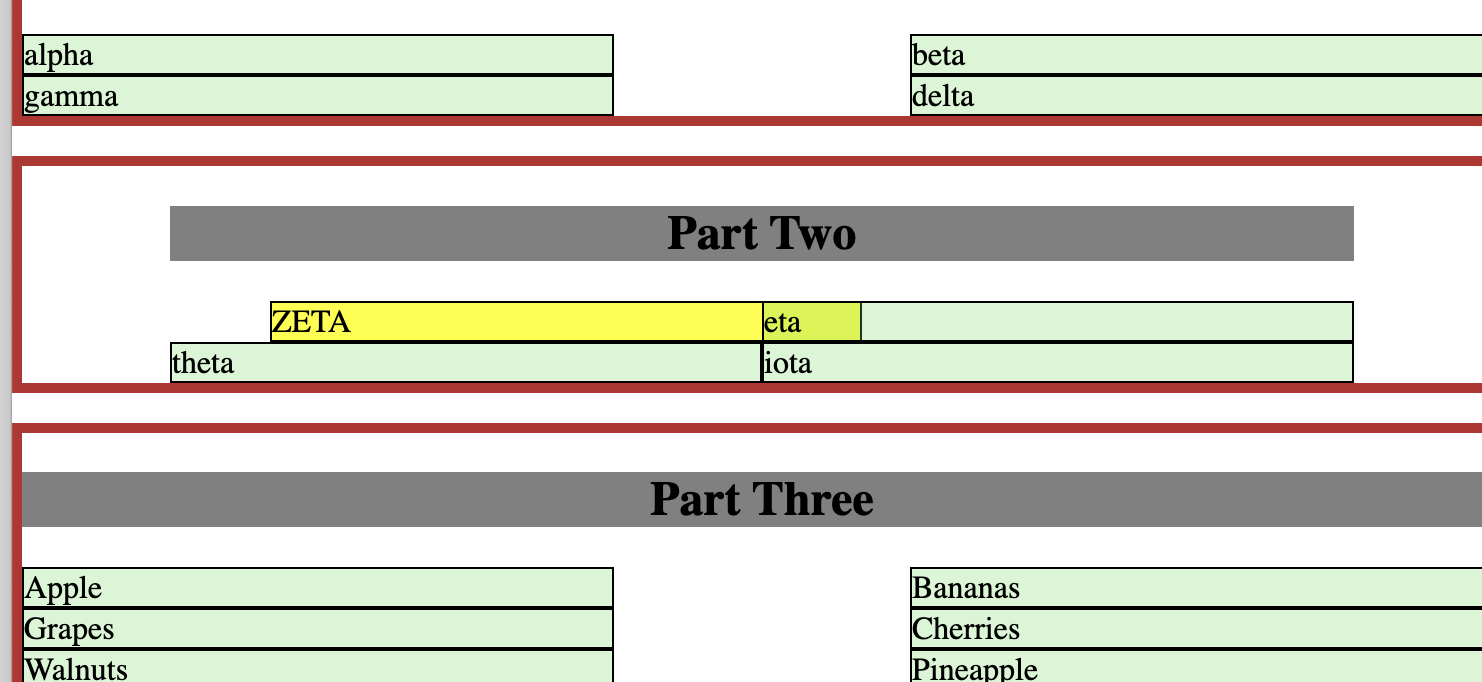 alpha beta
gamma delta
Part Two
ZETA eta
theta iota
Part Three
Apple Bananas
Grapes Cherries
Walnuts Pineapple